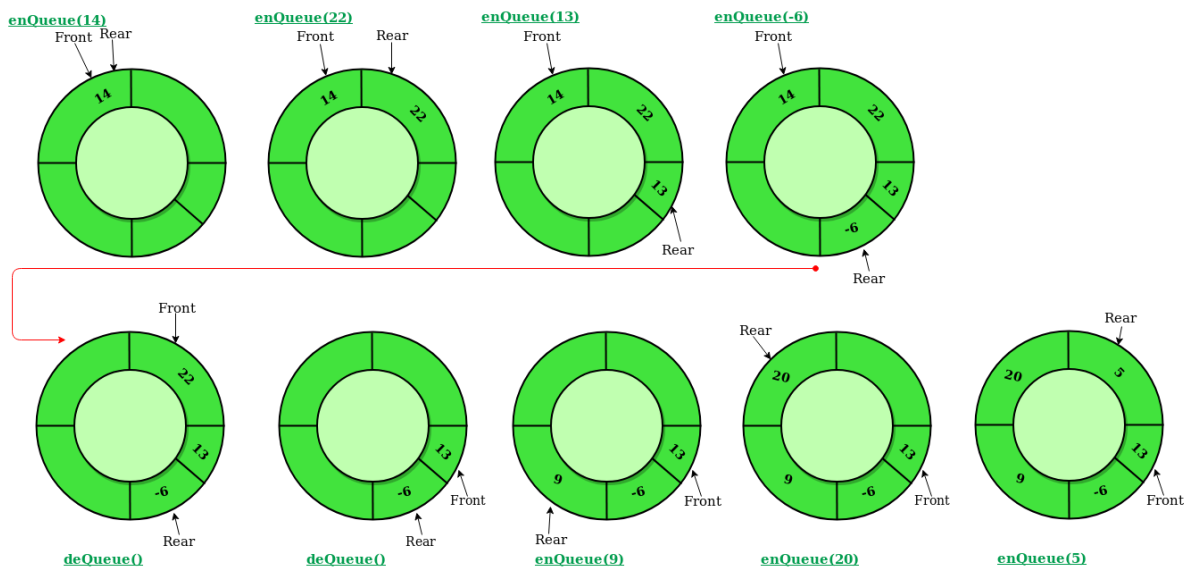 enQueue(14)
Front Rear
14
enQueue(22)
Front Rear
14
22
enQueue(13)
Front
14
22
13
Rear
enQueue(-6)
Front
14
22
13
-6
Rear
Front
22
13
-6
Rear
deQueue()
13
-6
Front
Rear
deQueue()
13
9
-6
Front
Rear
enQueue(9)
Rear
20
13
9
-6
Front
enQueue(20)
Rear
20
5
13
9
-6
Front
enQueue(5)